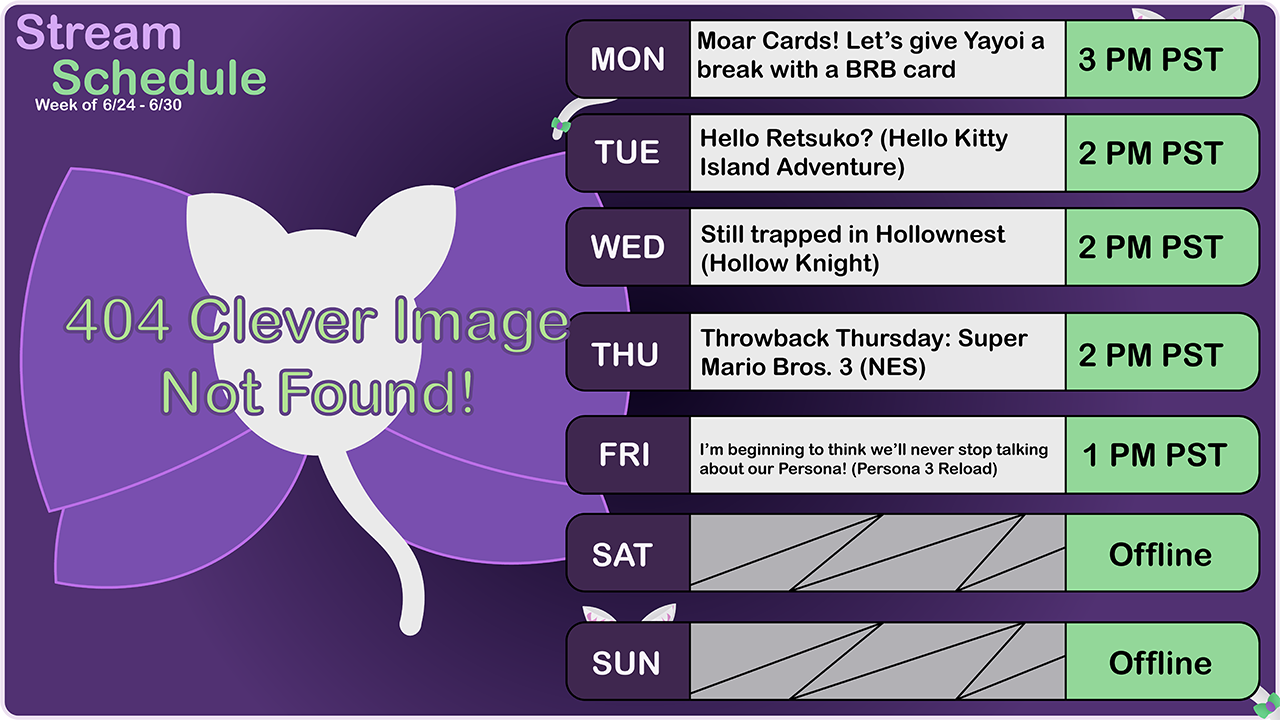 Stream
Schedule
Week of 6/24 - 6/30
404 Clever Image
Not Found!
MON
Moar Cards! Let's give Yayoi a
break with a BRB card
3 PM PST
TUE
Hello Retsuko? (Hello Kitty
Island Adventure)
2 PM PST
WED
Still trapped in Hollownest
(Hollow Knight)
2 PM PST
THU
Throwback Thursday: Super
Mario Bros. 3 (NES)
2 PM PST
FRI
I'm beginning to think we'll never stop talking
about our Persona! (Persona 3 Reload)
1 PM PST
SAT
Offline
SUN
Offline